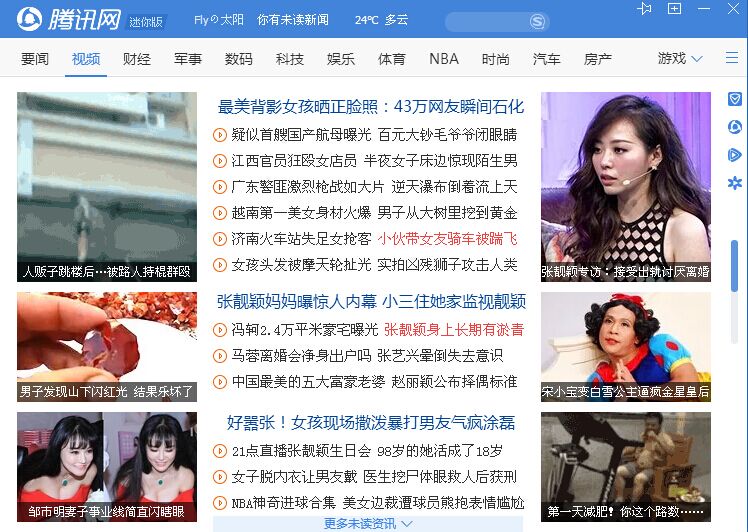 腾讯网 迷你版 Flyの太阳 你有未读新闻 24℃ 多云
要闻 视频 财经 军事 数码 科技 娱乐 体育 NBA 时尚 汽车 房产 游戏
人贩子跳楼后…被路人持棍群殴
男子发现山下闪红光 结果乐坏了
邹市明妻子争业线简直闪瞎眼
最美背影女孩晒正脸照：43万网友瞬间石化
疑似首艘国产航母曝光 百元大钞毛爷爷闭眼睛
江西官员狂殴女店员 半夜女子床边惊现陌生男
广东警匪激烈枪战如大片 逆天瀑布倒着流上天
越南第一美女身材火爆 男子从大树里挖到黄金
济南火车站失足女抢客 小伙带女友骑车被踹飞
女孩头发被摩天轮扯光 实拍凶残狮子攻击人类
张靓颖妈妈曝惊人内幕 小三住她家监视靓颖
冯轲2.4万平米豪宅曝光 张靓颖身上长期有淤青
马蓉离婚会净身出户吗 张艺兴晕倒失去意识
中国最美的五大富豪老婆 赵丽颖公布择偶标准
好嚣张！女孩现场撒泼暴打男友气疯涂磊
21点直播张靓颖生日会 98岁的她活成了18岁
女子脱内衣让男友戴 医生挖尸体眼救人后获刑
NBA神奇进球合集 美女边裁遭球员熊抱表情尴尬
更多未读资讯
张靓颖专访：接受出轨讨厌离婚
宋小宝变白雪公主逼疯金星皇后
第一天减肥！你这个路数……